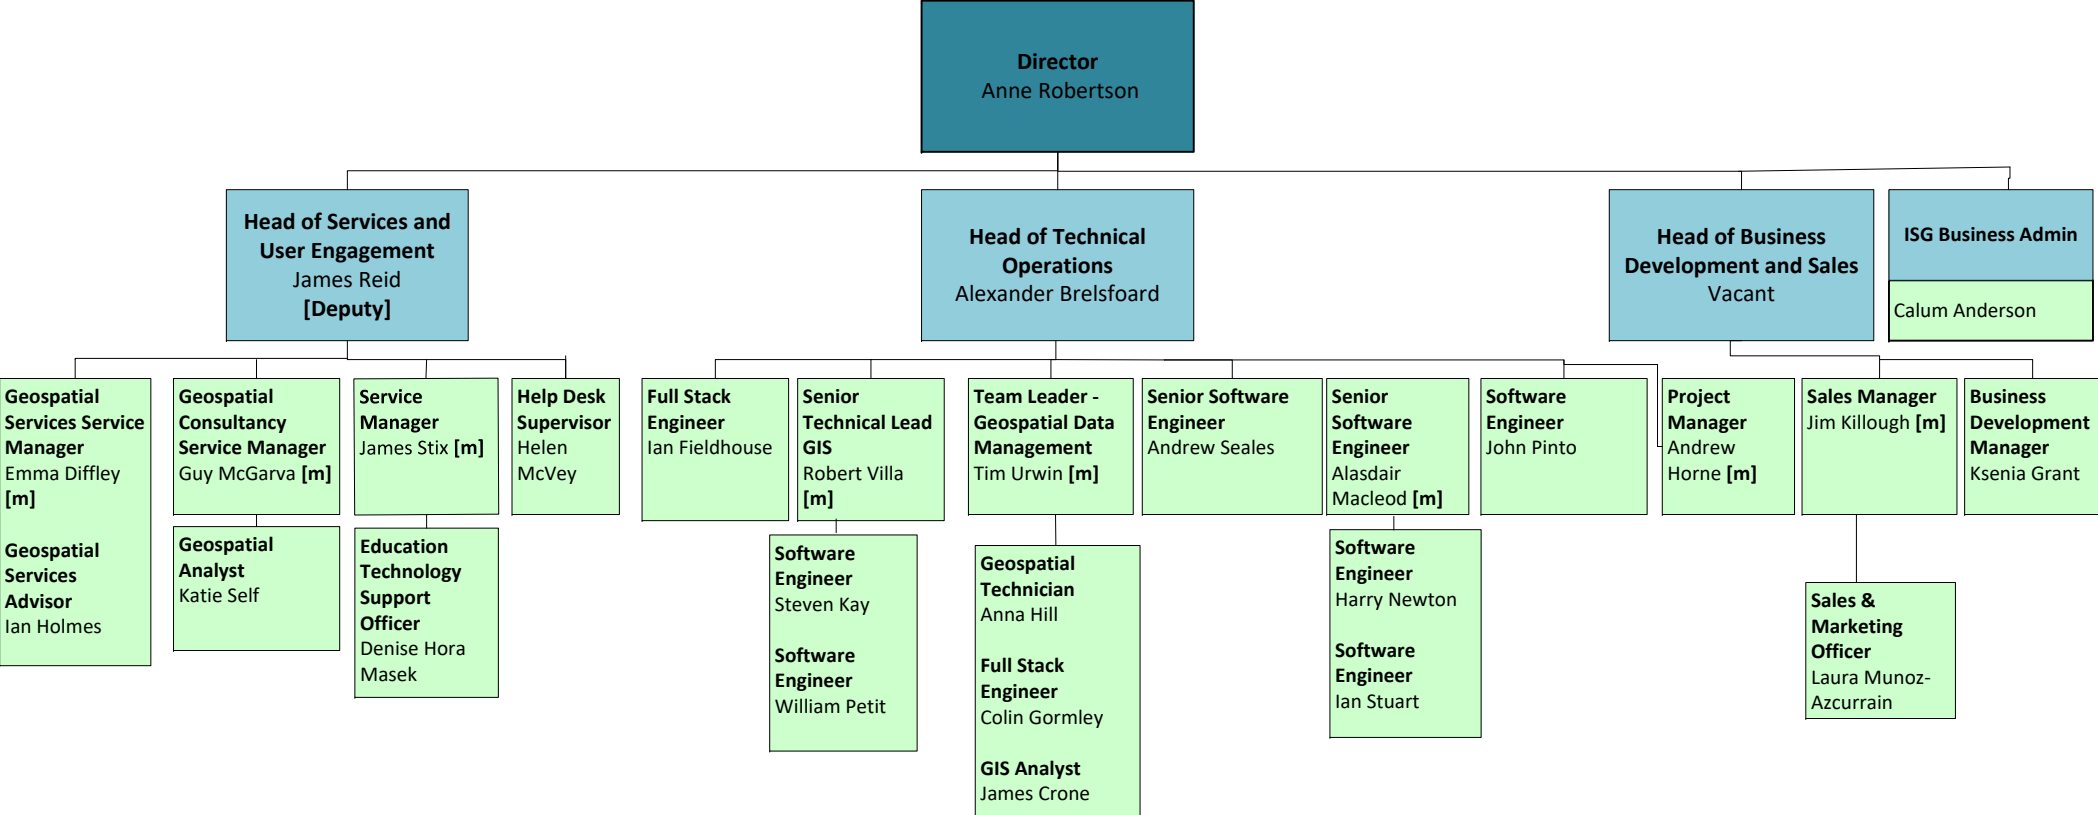 Director
Anne Robertson
Head of Services and
User Engagement
James Reid
[Deputy]
Head of Technical
Operations
Alexander Brelsfoard
Head of Business
Development and Sales
Vacant
ISG Business Admin
Calum Anderson
Geospatial
Services Service
Manager
Emma Diffley
[m]
Geospatial
Services
Advisor
Ian Holmes
Geospatial
Consultancy
Service Manager
Guy McGarva [m]
Geospatial
Analyst
Katie Self
Service
Manager
James Stix [m]
Education
Technology
Support
Officer
Denise Hora
Masek
Help Desk
Supervisor
Helen
McVey
Full Stack
Engineer
Ian Fieldhouse
Senior
Technical Lead
GIS
Robert Villa
[m]
Software
Engineer
Steven Kay
Software
Engineer
William Petit
Team Leader -
Geospatial Data
Management
Tim Urwin [m]
Geospatial
Technician
Anna Hill
Full Stack
Engineer
Colin Gormley
GIS Analyst
James Crone
Senior Software
Engineer
Andrew Seales
Senior
Software
Engineer
Alasdair
Macleod [m]
Software
Engineer
Harry Newton
Software
Engineer
Ian Stuart
Software
Engineer
John Pinto
Project
Manager
Andrew
Horne [m]
Sales Manager
Jim Killough [m]
Sales &
Marketing
Officer
Laura Munoz-
Azcurrain
Business
Development
Manager
Ksenia Grant